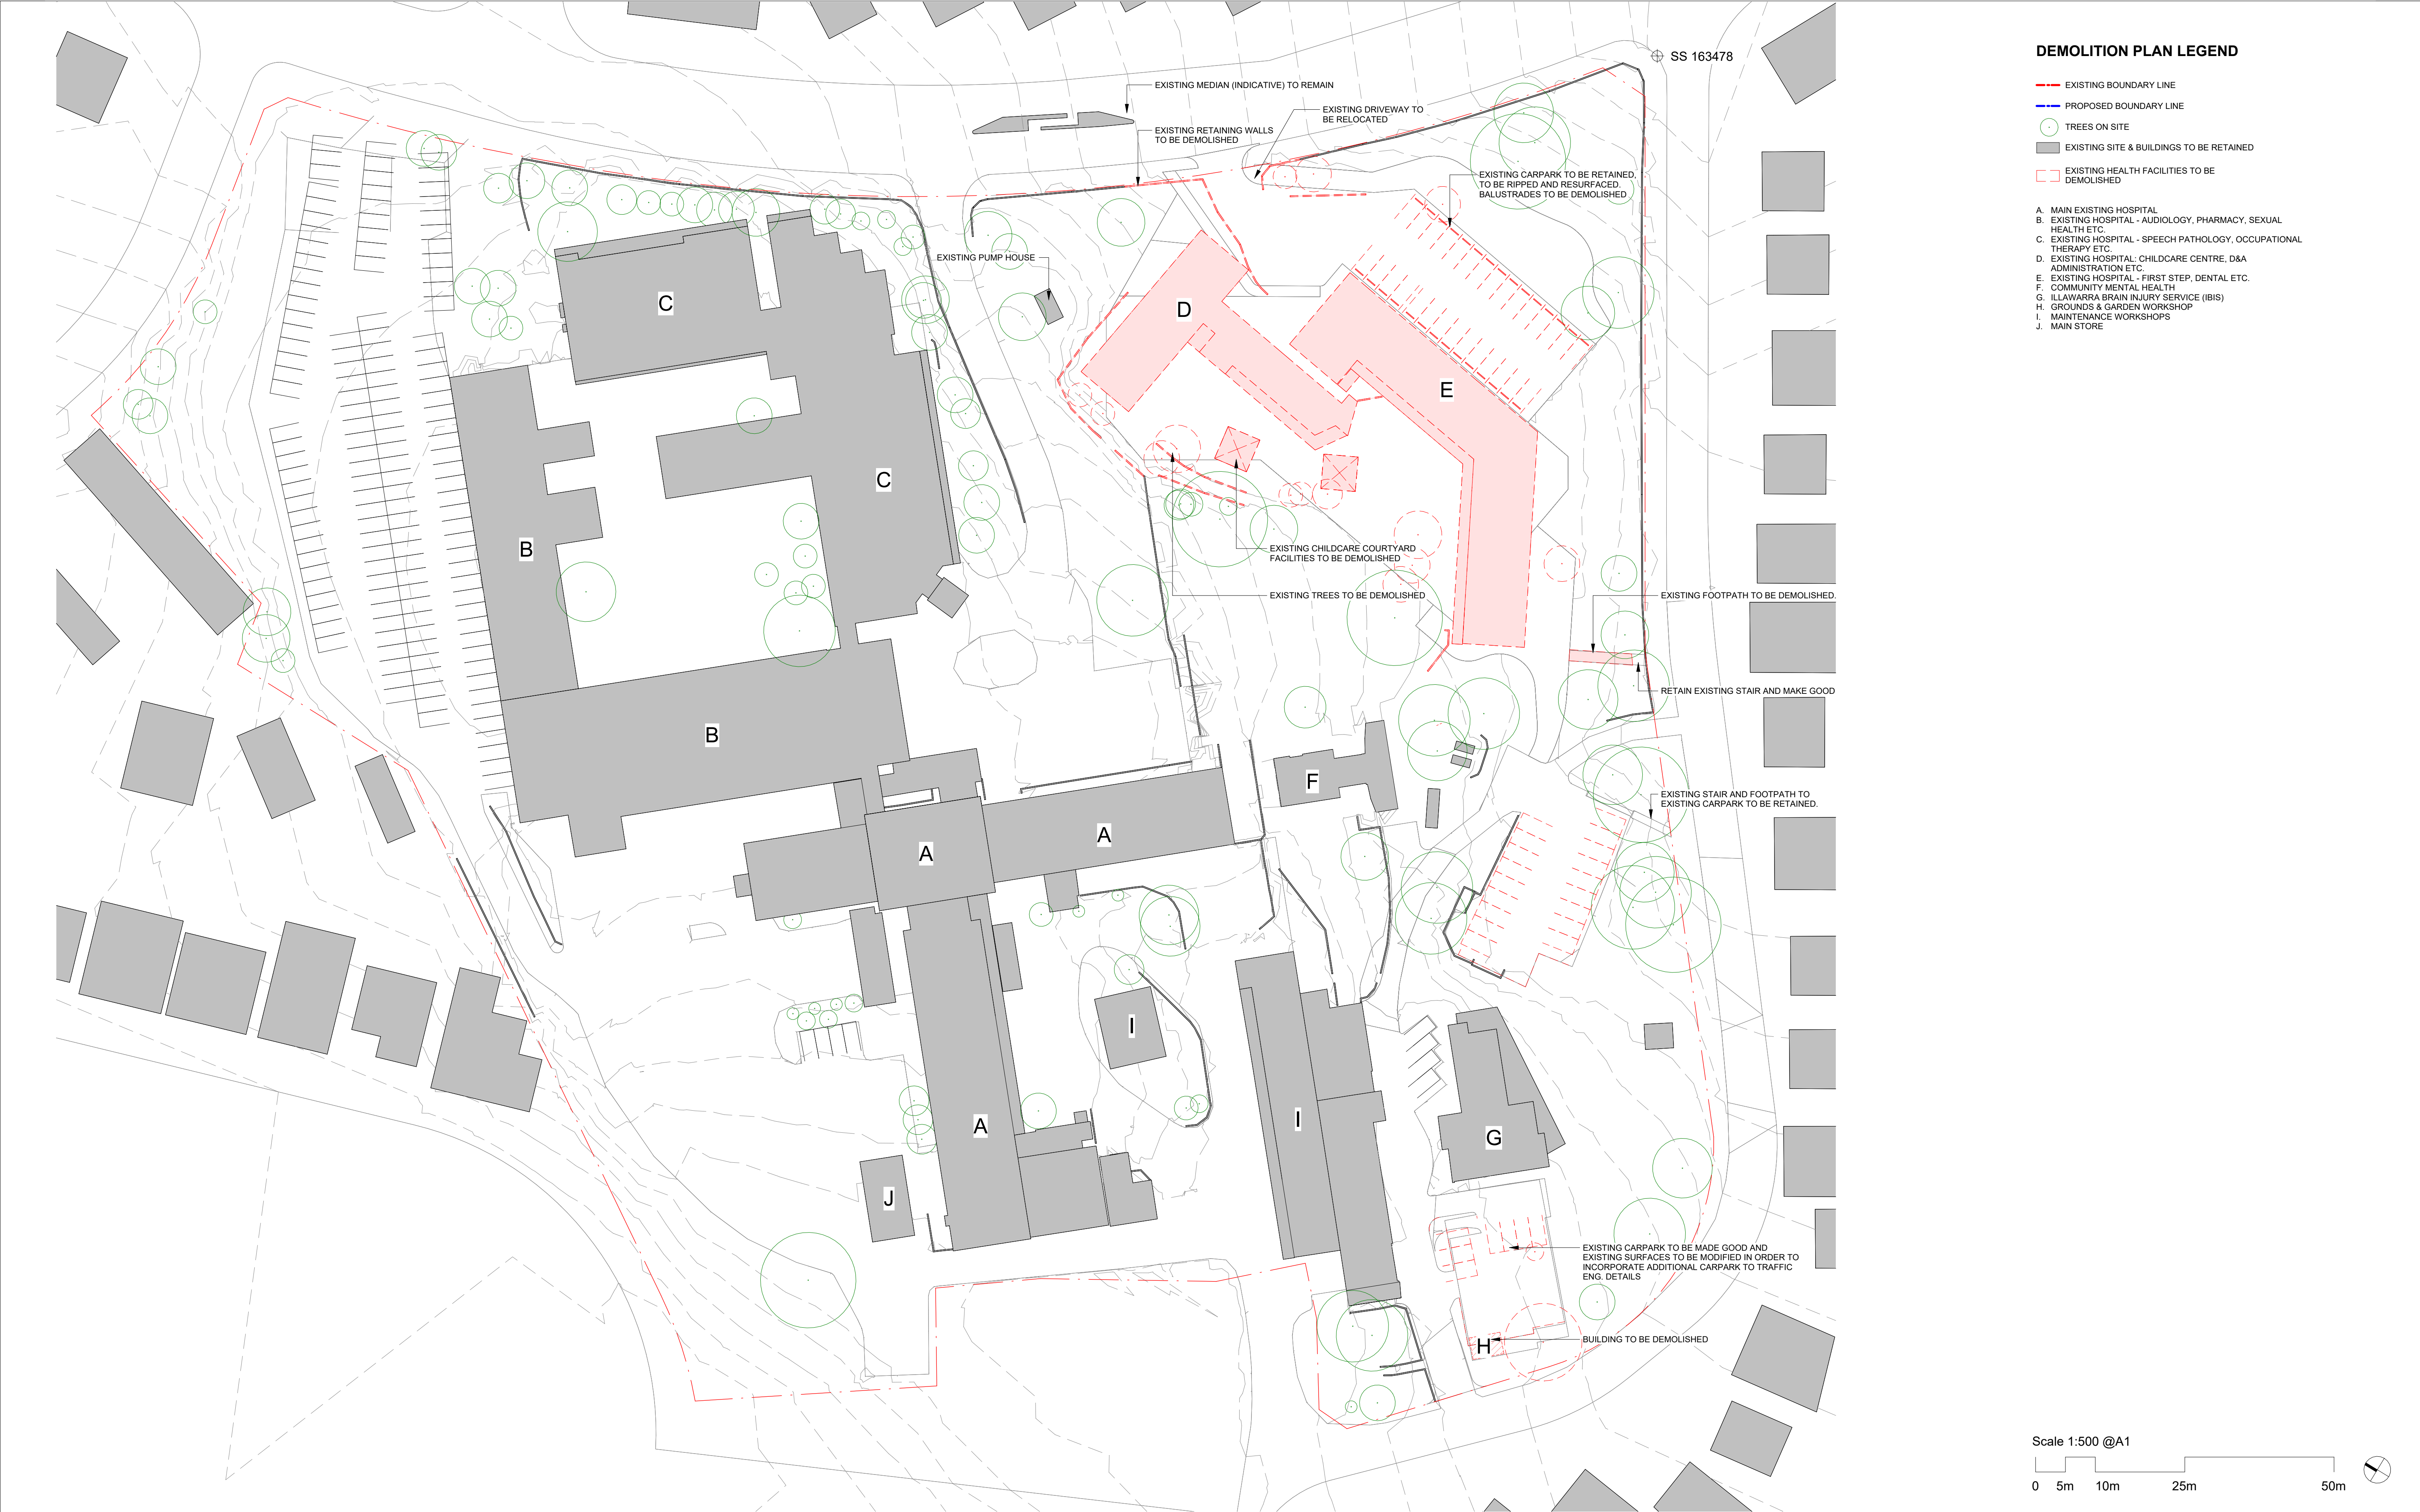 SS 163478
EXISTING MEDIAN (INDICATIVE) TO REMAIN
EXISTING DRIVEWAY TO
BE RELOCATED
EXISTING RETAINING WALLS
TO BE DEMOLISHED
EXISTING CARPARK TO BE RETAINED,
TO BE RIPPED AND RESURFACED.
BALUSTRADES TO BE DEMOLISHED
EXISTING PUMP HOUSE
C
D
E
C
B
EXISTING CHILDCARE COURTYARD
FACILITIES TO BE DEMOLISHED
EXISTING TREES TO BE DEMOLISHED
EXISTING FOOTPATH TO BE DEMOLISHED.
RETAIN EXISTING STAIR AND MAKE GOOD
B
F
EXISTING STAIR AND FOOTPATH TO
EXISTING CARPARK TO BE RETAINED.
A
A
I
A
I
G
J
EXISTING CARPARK TO BE MADE GOOD AND
EXISTING SURFACES TO BE MODIFIED IN ORDER TO
INCORPORATE ADDITIONAL CARPARK TO TRAFFIC
ENG. DETAILS
H
BUILDING TO BE DEMOLISHED
DEMOLITION PLAN LEGEND
EXISTING BOUNDARY LINE
PROPOSED BOUNDARY LINE
TREES ON SITE
EXISTING SITE & BUILDINGS TO BE RETAINED
EXISTING HEALTH FACILITIES TO BE
DEMOLISHED
A. MAIN EXISTING HOSPITAL
B. EXISTING HOSPITAL - AUDIOLOGY, PHARMACY, SEXUAL
HEALTH ETC.
C. EXISTING HOSPITAL - SPEECH PATHOLOGY, OCCUPATIONAL
THERAPY ETC.
D. EXISTING HOSPITAL: CHILDCARE CENTRE, D&A
ADMINISTRATION ETC.
E. EXISTING HOSPITAL - FIRST STEP, DENTAL ETC.
F. COMMUNITY MENTAL HEALTH
G. ILLAWARRA BRAIN INJURY SERVICE (IBIS)
H. GROUNDS & GARDEN WORKSHOP
I. MAINTENANCE WORKSHOPS
J. MAIN STORE
Scale 1:500 @A1
0 5m 10m 25m 50m